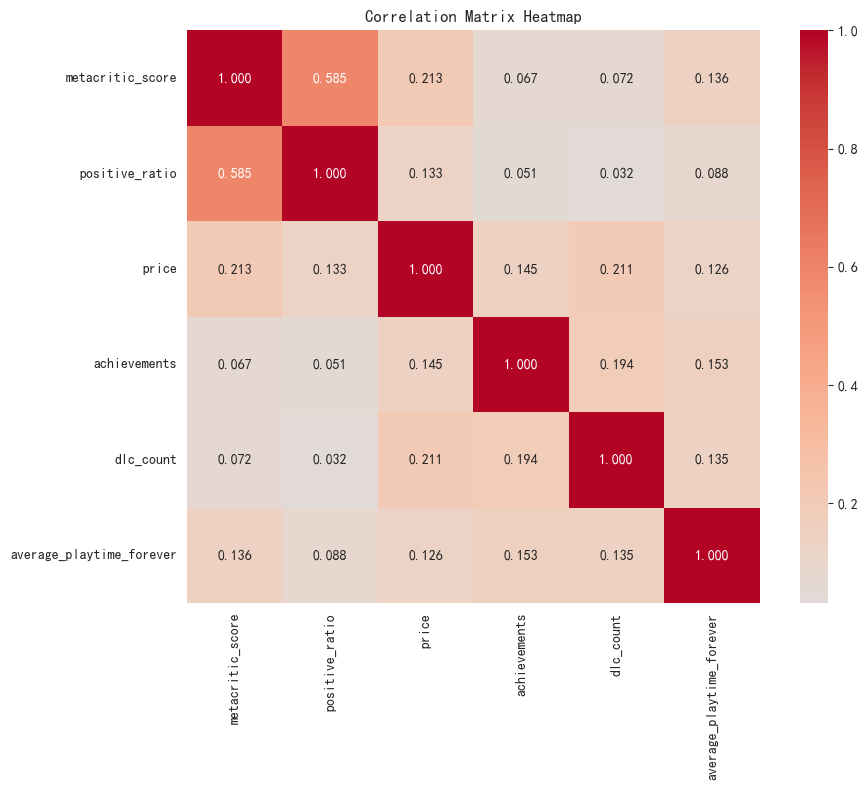 Correlation Matrix Heatmap
metacritic_score 1.000 0.585 0.213 0.067 0.072 0.136
positive_ratio 0.585 1.000 0.133 0.051 0.032 0.088
price 0.213 0.133 1.000 0.145 0.211 0.126
achievements 0.067 0.051 0.145 1.000 0.194 0.153
dlc_count 0.072 0.032 0.211 0.194 1.000 0.135
average_playtime_forever 0.136 0.088 0.126 0.153 0.135 1.000
metacritic_score
positive_ratio
price
achievements
dlc_count
average_playtime_forever
1.0
0.8
0.6
0.4
0.2